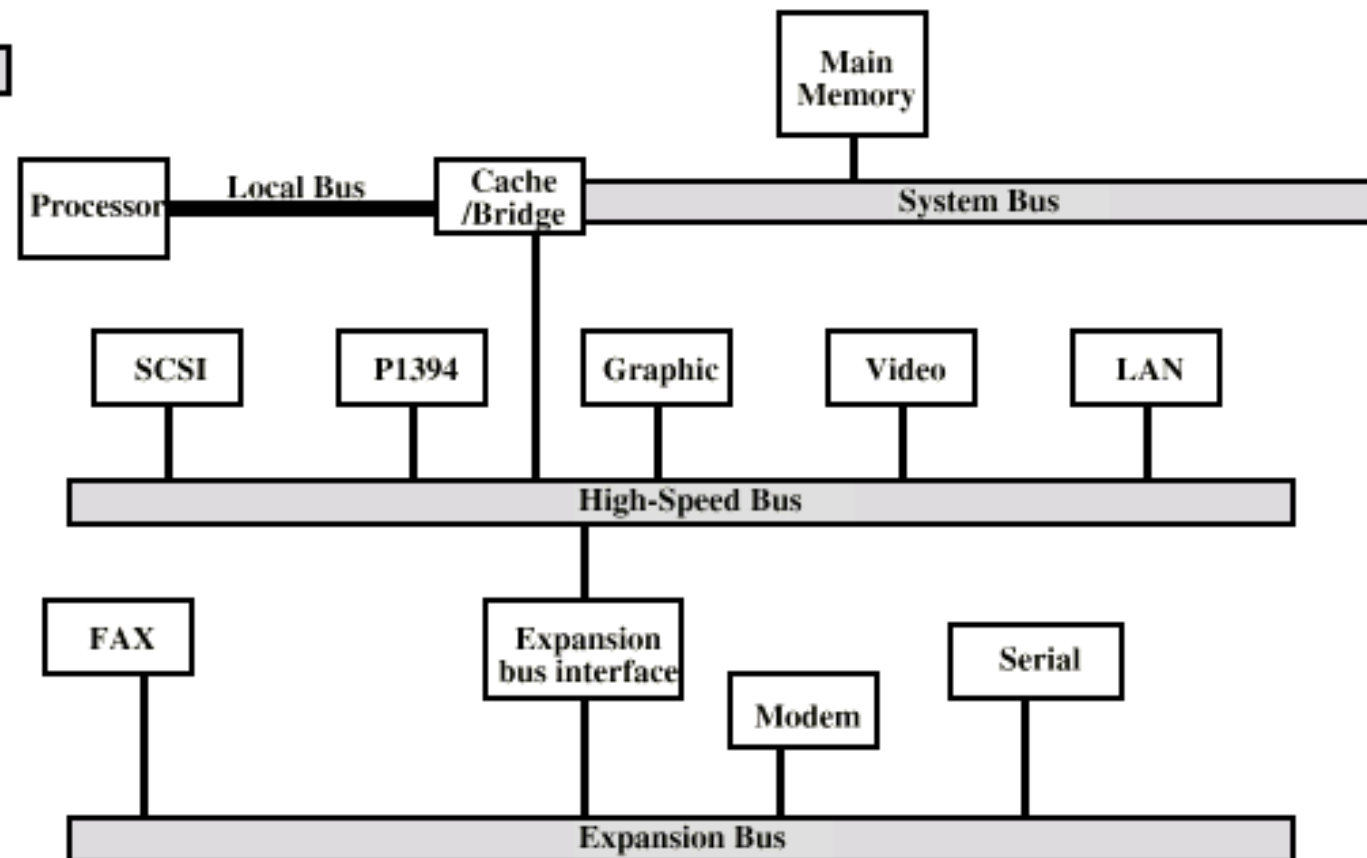 Main
Memory
Processor
Local Bus
Cache
/Bridge
System Bus
SCSI
P1394
Graphic
Video
LAN
High-Speed Bus
FAX
Expansion
bus interface
Serial
Modem
Expansion Bus